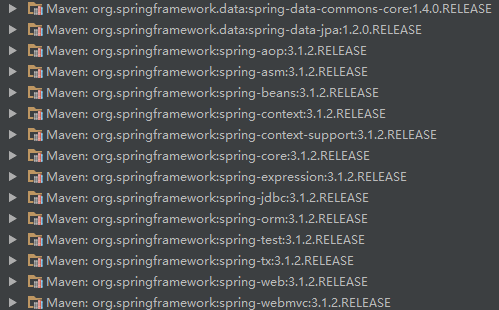 Maven: org.springframework.data:spring-data-commons-core:1.4.0.RELEASE
Maven: org.springframework.data:spring-data-jpa:1.2.0.RELEASE
Maven: org.springframework:spring-aop:3.1.2.RELEASE
Maven: org.springframework:spring-asm:3.1.2.RELEASE
Maven: org.springframework:spring-beans:3.1.2.RELEASE
Maven: org.springframework:spring-context:3.1.2.RELEASE
Maven: org.springframework:spring-context-support:3.1.2.RELEASE
Maven: org.springframework:spring-core:3.1.2.RELEASE
Maven: org.springframework:spring-expression:3.1.2.RELEASE
Maven: org.springframework:spring-jdbc:3.1.2.RELEASE
Maven: org.springframework:spring-orm:3.1.2.RELEASE
Maven: org.springframework:spring-test:3.1.2.RELEASE
Maven: org.springframework:spring-tx:3.1.2.RELEASE
Maven: org.springframework:spring-web:3.1.2.RELEASE
Maven: org.springframework:spring-webmvc:3.1.2.RELEASE